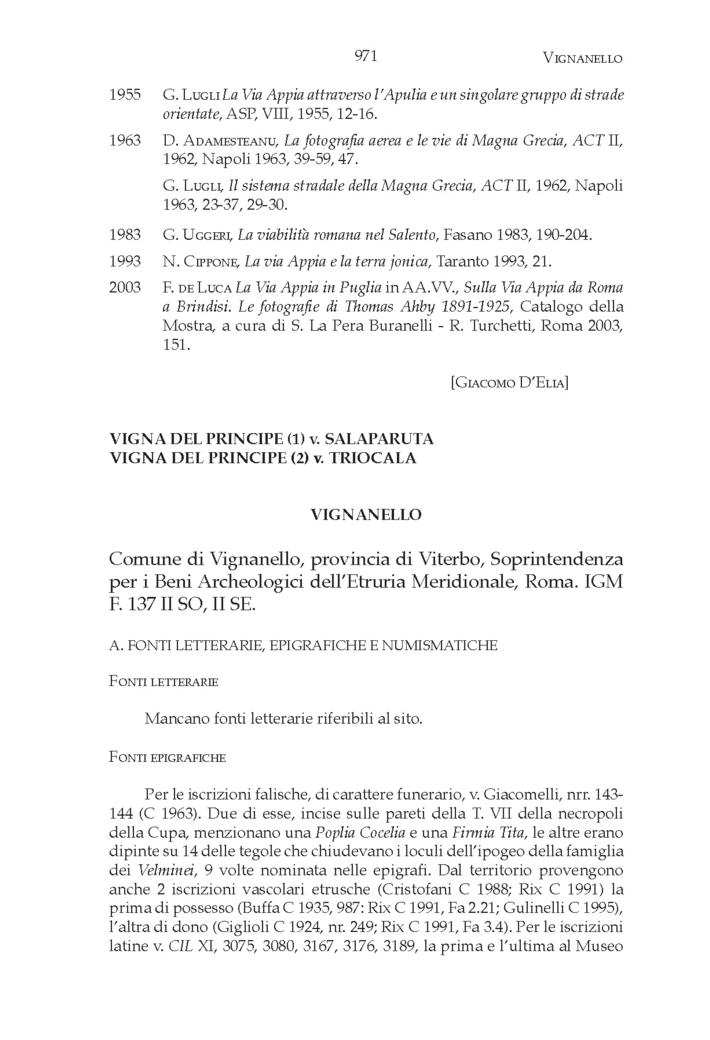 971 Vignanello
1955 G. Lugli La Via Appia attraverso l'Apulia e un singolare gruppo di strade
orientate, ASP, VIII, 1955, 12-16.
1963 D. Adamesteanu, La fotografia aerea e le vie di Magna Grecia, ACT II,
1962, Napoli 1963, 39-59, 47.
G. Lugli, Il sistema stradale della Magna Grecia, ACT II, 1962, Napoli
1963, 23-37, 29-30.
1983 G. Uggeri, La viabilità romana nel Salento, Fasano 1983, 190-204.
1993 N. Cippone, La via Appia e la terra jonica, Taranto 1993, 21.
2003 F. de Luca La Via Appia in Puglia in AA.VV., Sulla Via Appia da Roma
a Brindisi. Le fotografie di Thomas Ahby 1891-1925, Catalogo della
Mostra, a cura di S. La Pera Buranelli - R. Turchetti, Roma 2003,
151.
[Giacomo D'Elia]
VIGNA DEL PRINCIPE (1) v. SALAPARUTA
VIGNA DEL PRINCIPE (2) v. TRIOCALA
VIGNANELLO
Comune di Vignanello, provincia di Viterbo, Soprintendenza
per i Beni Archeologici dell'Etruria Meridionale, Roma. IGM
F. 137 II SO, II SE.
A. FONTI LETTERARIE, EPIGRAFICHE E NUMISMATICHE
Fonti letterarie
Mancano fonti letterarie riferibili al sito.
Fonti epigrafiche
Per le iscrizioni falische, di carattere funerario, v. Giacomelli, nrr. 143-
144 (C 1963). Due di esse, incise sulle pareti della T. VII della necropoli
della Cupa, menzionano una Poplia Cocelia e una Firmia Tita, le altre erano
dipinte su 14 delle tegole che chiudevano i loculi dell'ipogeo della famiglia
dei Velminei, 9 volte nominata nelle epigrafi. Dal territorio provengono
anche 2 iscrizioni vascolari etrusche (Cristofani C 1988; Rix C 1991) la
prima di possesso (Buffa C 1935, 987: Rix C 1991, Fa 2.21; Gulinelli C 1995),
l'altra di dono (Giglioli C 1924, nr. 249; Rix C 1991, Fa 3.4). Per le iscrizioni
latine v. CIL XI, 3075, 3080, 3167, 3176, 3189, la prima e l'ultima al Museo